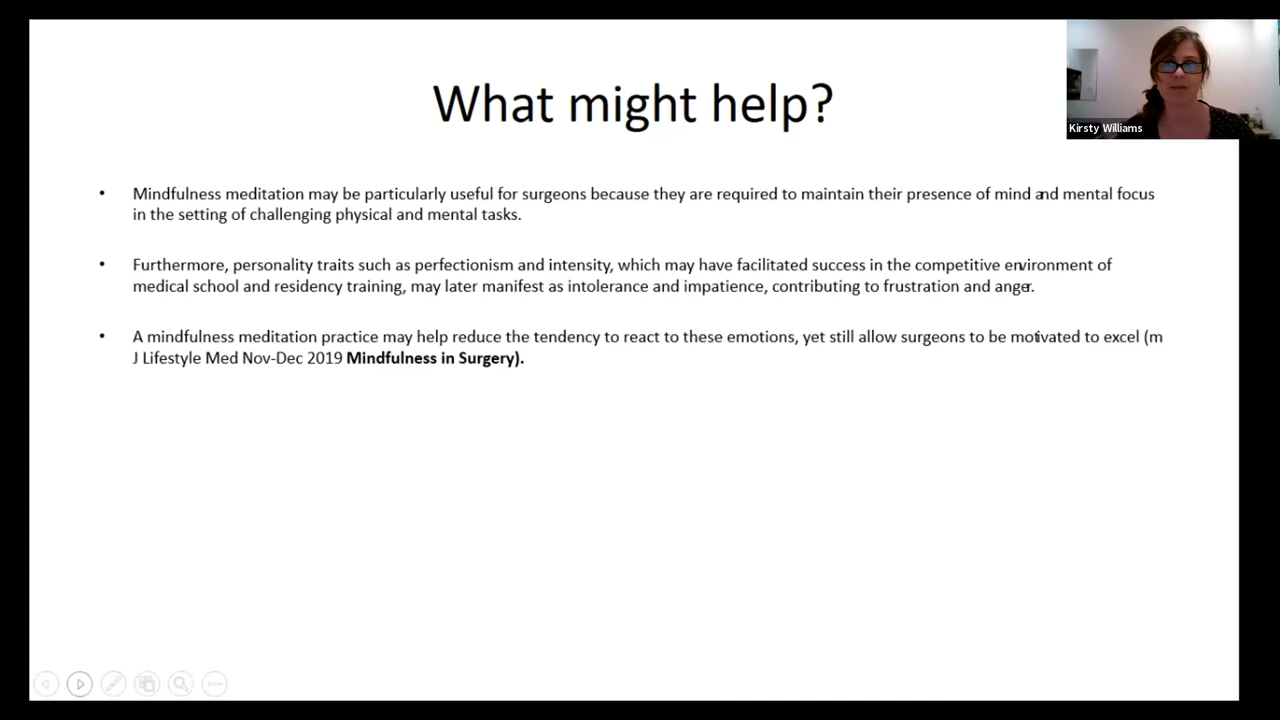 What might help?
Kirsty Williams
• Mindfulness meditation may be particularly useful for surgeons because they are required to maintain their presence of mind and mental focus
in the setting of challenging physical and mental tasks.
• Furthermore, personality traits such as perfectionism and intensity, which may have facilitated success in the competitive environment of
medical school and residency training, may later manifest as intolerance and impatience, contributing to frustration and anger.
• A mindfulness meditation practice may help reduce the tendency to react to these emotions, yet still allow surgeons to be motivated to excel (m
J Lifestyle Med Nov-Dec 2019 Mindfulness in Surgery).